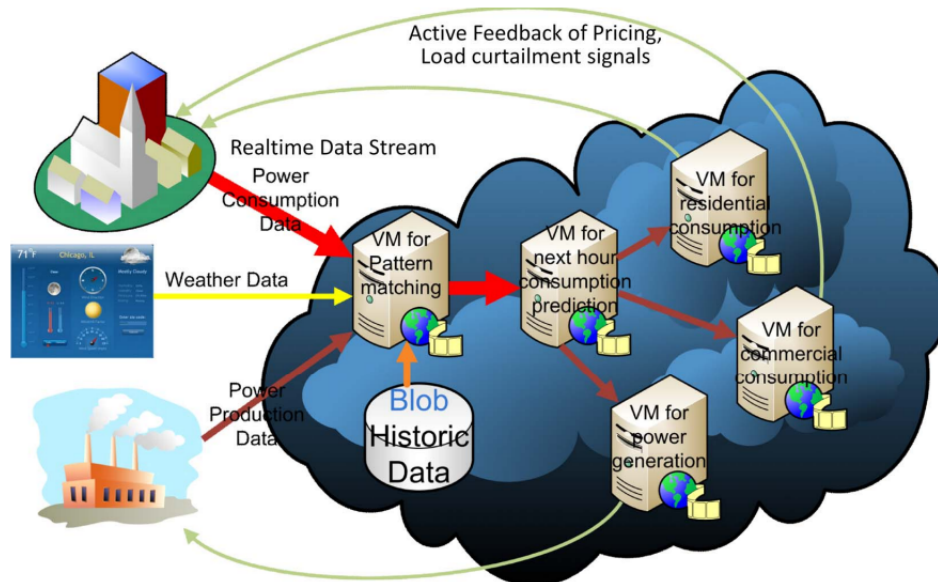 Active Feedback of Pricing,
Load curtailment signals
Realtime Data Stream
Power
Consumption
Data
VM for
residential
consumption
VM for
Pattern
matching
VM for
next hour
consumption
prediction
71°F
Chicago, IL
Weather Data
VM for
commercial
consumption
Power
Production
Data
Blob
Historic
Data
VM for
power
generation